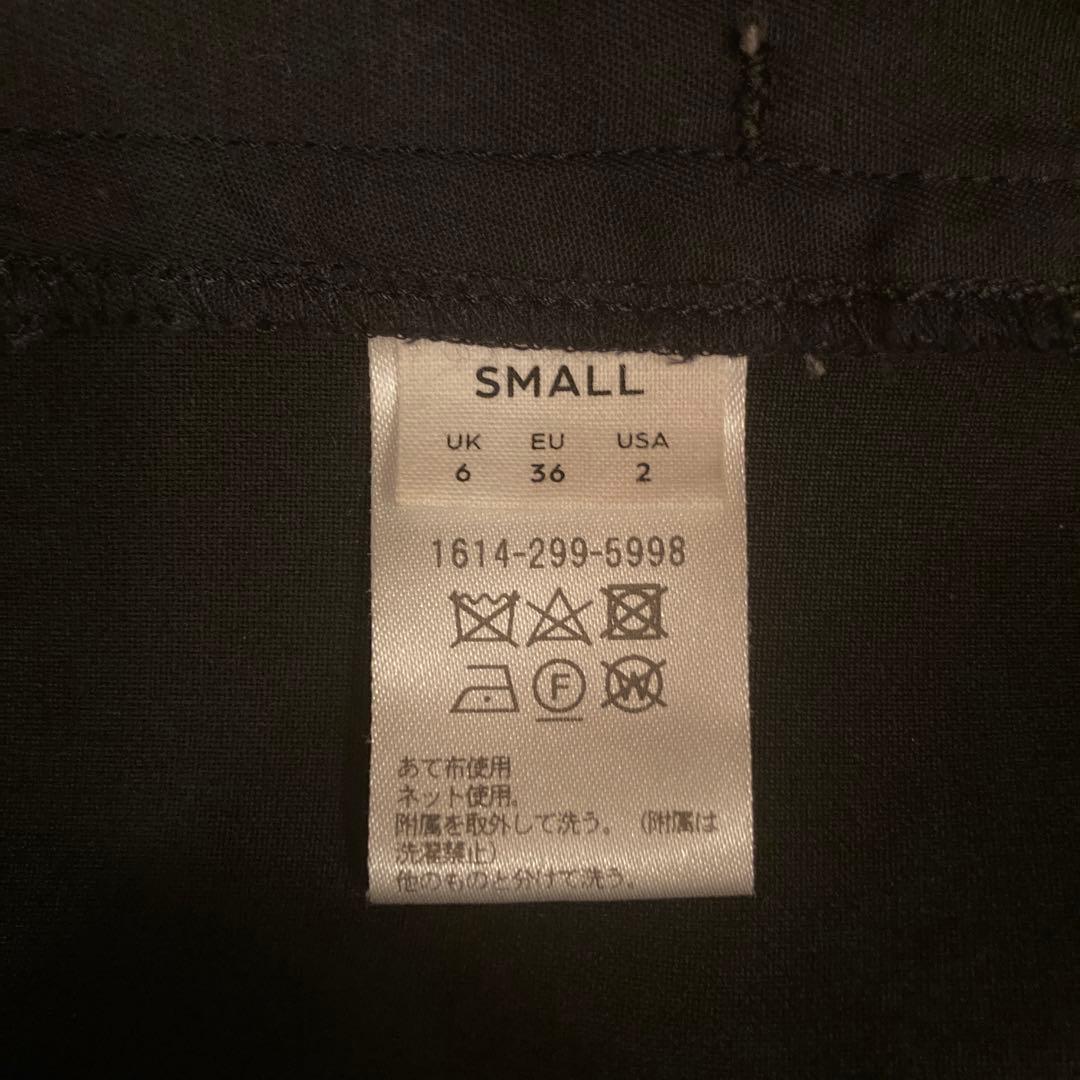 SMALL
UK EU USA
6 36 2
1614-299-5998
F W
あて布使用
ネット使用。
附属を取外して洗う。（附属は
洗濯禁止）
他のものと分けて洗う。